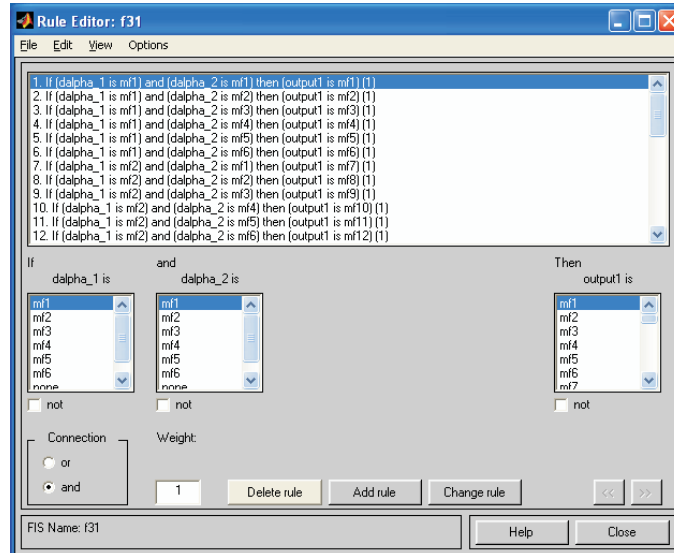 Rule Editor: f31
File Edit View Options
1. If (dalpha_1 is mf1) and (dalpha_2 is mf1) then (output1 is mf1) (1)
2. If (dalpha_1 is mf1) and (dalpha_2 is mf2) then (output1 is mf2) (1)
3. If (dalpha_1 is mf1) and (dalpha_2 is mf3) then (output1 is mf3) (1)
4. If (dalpha_1 is mf1) and (dalpha_2 is mf4) then (output1 is mf4) (1)
5. If (dalpha_1 is mf1) and (dalpha_2 is mf5) then (output1 is mf5) (1)
6. If (dalpha_1 is mf1) and (dalpha_2 is mf6) then (output1 is mf6) (1)
7. If (dalpha_1 is mf2) and (dalpha_2 is mf1) then (output1 is mf7) (1)
8. If (dalpha_1 is mf2) and (dalpha_2 is mf2) then (output1 is mf8) (1)
9. If (dalpha_1 is mf2) and (dalpha_2 is mf3) then (output1 is mf9) (1)
10. If (dalpha_1 is mf2) and (dalpha_2 is mf4) then (output1 is mf10) (1)
11. If (dalpha_1 is mf2) and (dalpha_2 is mf5) then (output1 is mf11) (1)
12. If (dalpha_1 is mf2) and (dalpha_2 is mf6) then (output1 is mf12) (1)
If and Then
dalpha_1 is dalpha_2 is output1 is
mf1 mf1 mf1
mf2 mf2 mf2
mf3 mf3 mf3
mf4 mf4 mf4
mf5 mf5 mf5
mf6 mf6 mf6
none none mf7
not not not
Connection Weight:
or
and 1 Delete rule Add rule Change rule << >>
FIS Name: f31 Help Close